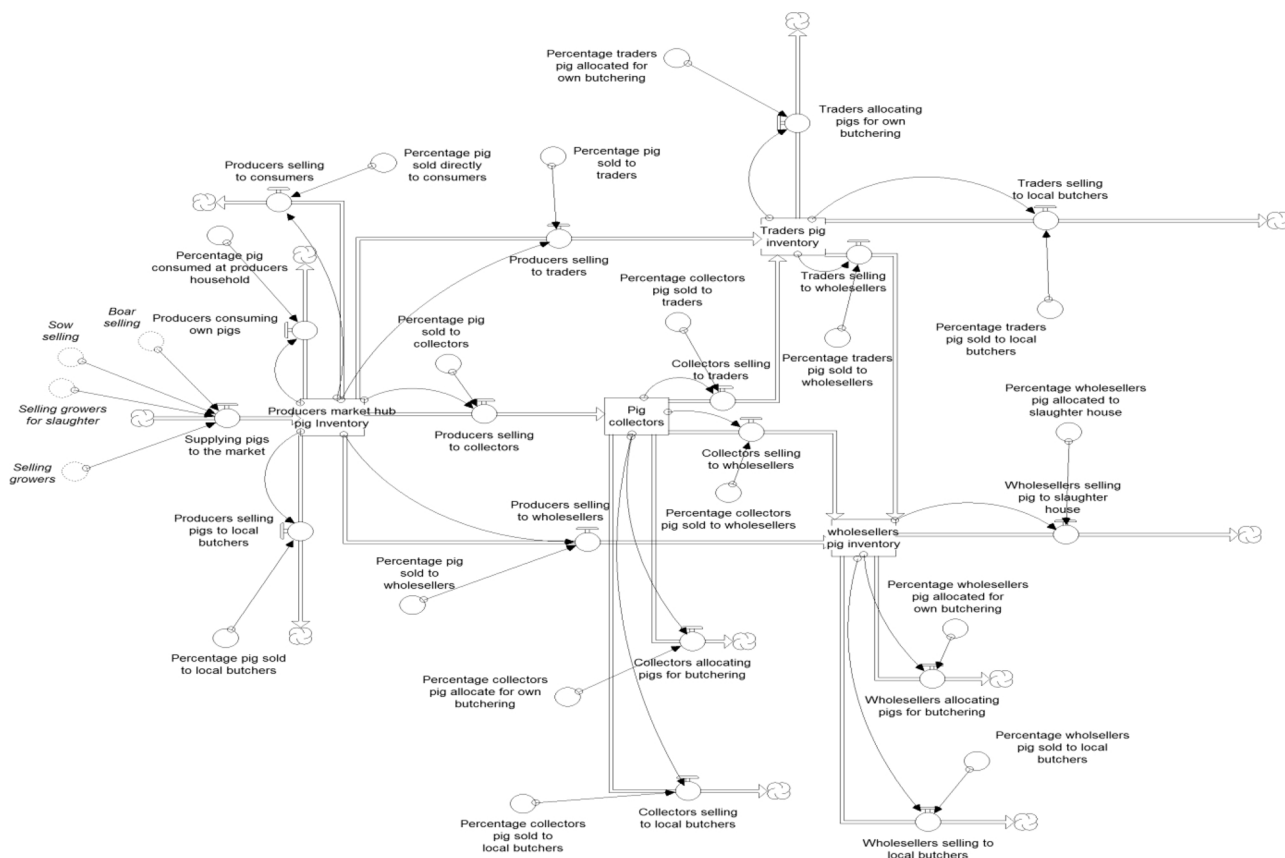 Percentage traders
pig allocated for
own butchering
Traders allocating
pigs for own
butchering
Producers selling
to consumers
Percentage pig
sold directly
to consumers
Percentage pig
sold to
traders
Traders selling
to local butchers
Traders pig
inventory
Percentage pig
consumed at producers
household
Producers selling
to traders
Traders selling
to wholesellers
Percentage collectors
pig sold to
traders
Boar
selling
Sow
selling
Producers consuming
own pigs
Percentage pig
sold to
collectors
Percentage traders
pig sold to local
butchers
Percentage traders
pig sold to
wholesellers
Collectors selling
to traders
Percentage wholesellers
pig allocated to
slaughter house
Selling growers
for slaughter
Producers market hub
pig Inventory
Pig
collectors
Supplying pigs
to the market
Producers selling
to collectors
Collectors selling
to wholesellers
Selling
growers
Wholesellers selling
pig to slaughter
house
Producers selling
pigs to local
butchers
Producers selling
to wholesellers
Percentage collectors
pig sold to wholesellers
wholesellers
pig inventory
Percentage pig
sold to
wholesellers
Percentage wholesellers
pig allocated for
own butchering
Percentage pig sold
to local butchers
Collectors allocating
pigs for butchering
Percentage collectors
pig allocate for own
butchering
Wholesellers allocating
pigs for butchering
Percentage wholsellers
pig sold to local
butchers
Collectors selling
to local butchers
Percentage collectors
pig sold to
local butchers
Wholesellers selling to
local butchers